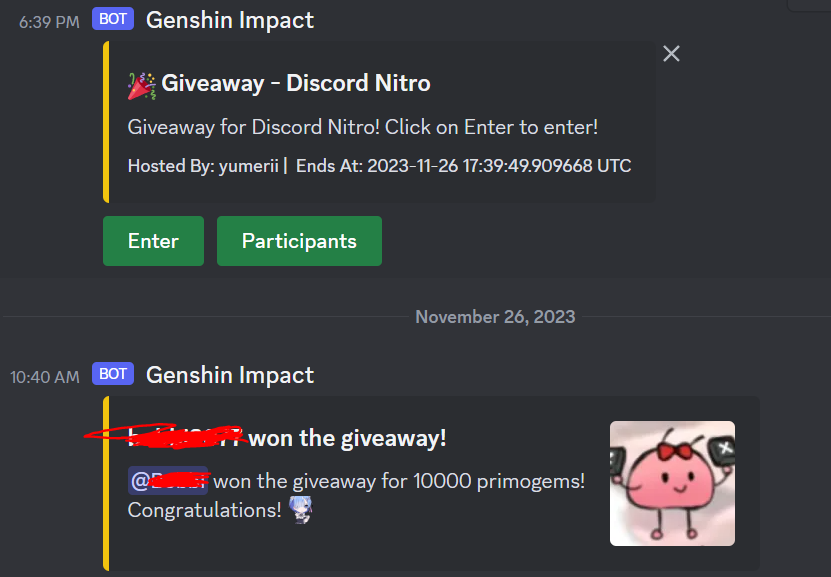 6:39 PM BOT Genshin Impact
Giveaway - Discord Nitro
Giveaway for Discord Nitro! Click on Enter to enter!
Hosted By: yumerii | Ends At: 2023-11-26 17:39:49.909668 UTC
Enter Participants
November 26, 2023
10:40 AM BOT Genshin Impact
won the giveaway!
won the giveaway for 10000 primogems!
Congratulations!